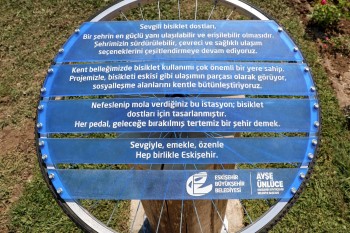 Sevgili bisiklet dostları,
Bir şehrin en güçlü yanı ulaşılabilir ve erişilebilir olmasıdır.
Şehrimizin sürdürülebilir, çevreci ve sağlıklı ulaşım
seçeneklerini çeşitlendirmeye devam ediyoruz.
Kent belleğimizde bisiklet kullanımı çok önemli bir yere sahip.
Projemizle, bisikleti eskisi gibi ulaşımın parçası olarak görüyor,
sosyalleşme alanlarını kentle bütünleştiriyoruz.
Nefeslenip mola verdiğiniz bu istasyon; bisiklet
dostları için tasarlanmıştır.
Her pedal, geleceğe bırakılmış tertemiz bir şehir demek.
Sevgiyle, emekle, özenle
Hep birlikte Eskişehir.
ESKİŞEHİR
BÜYÜKŞEHİR
BELEDİYESİ
AYŞE
ÜNLÜCE